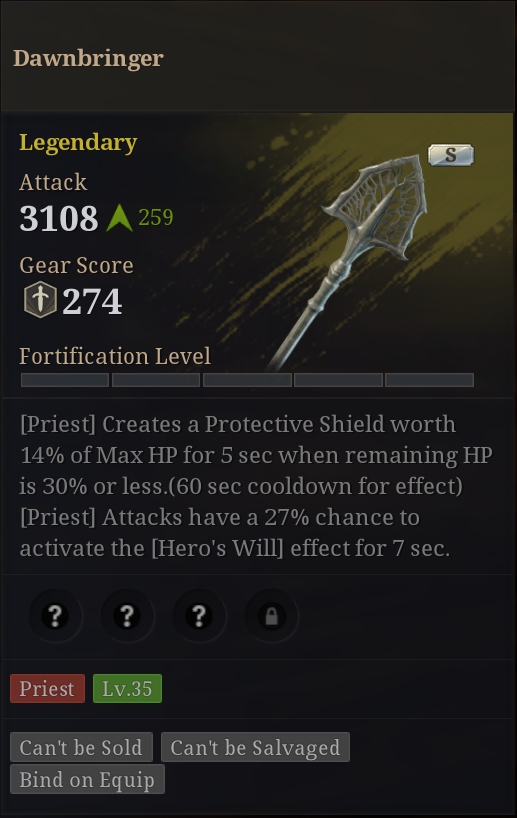 Dawnbringer
Legendary
S
Attack
3108 259
Gear Score
274
Fortification Level
[Priest] Creates a Protective Shield worth
14% of Max HP for 5 sec when remaining HP
is 30% or less.(60 sec cooldown for effect)
[Priest] Attacks have a 27% chance to
activate the [Hero's Will] effect for 7 sec.
? ? ?
Priest Lv.35
Can't be Sold Can't be Salvaged
Bind on Equip